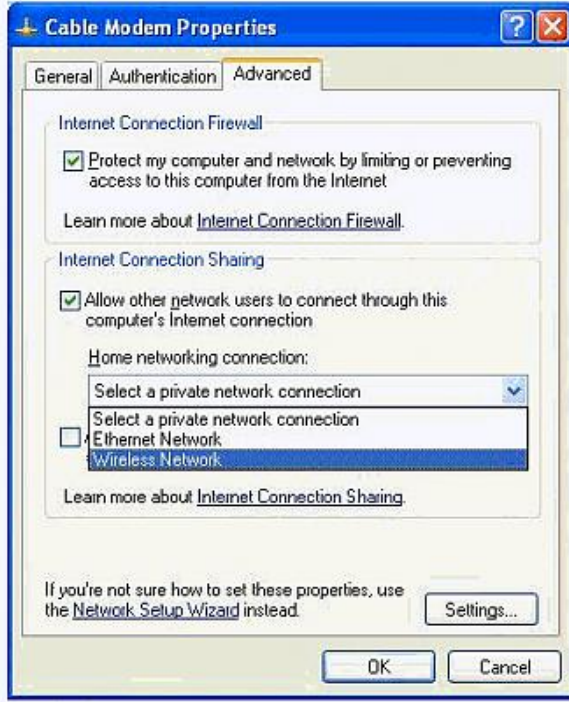 Cable Modem Properties
General Authentication Advanced
Internet Connection Firewall
Protect my computer and network by limiting or preventing
access to this computer from the Internet
Learn more about Internet Connection Firewall.
Internet Connection Sharing
Allow other network users to connect through this
computer's Internet connection
Home networking connection:
Select a private network connection
Select a private network connection
Ethernet Network
Wireless Network
Learn more about Internet Connection Sharing.
If you're not sure how to set these properties, use
the Network Setup Wizard instead.
Settings...
OK Cancel